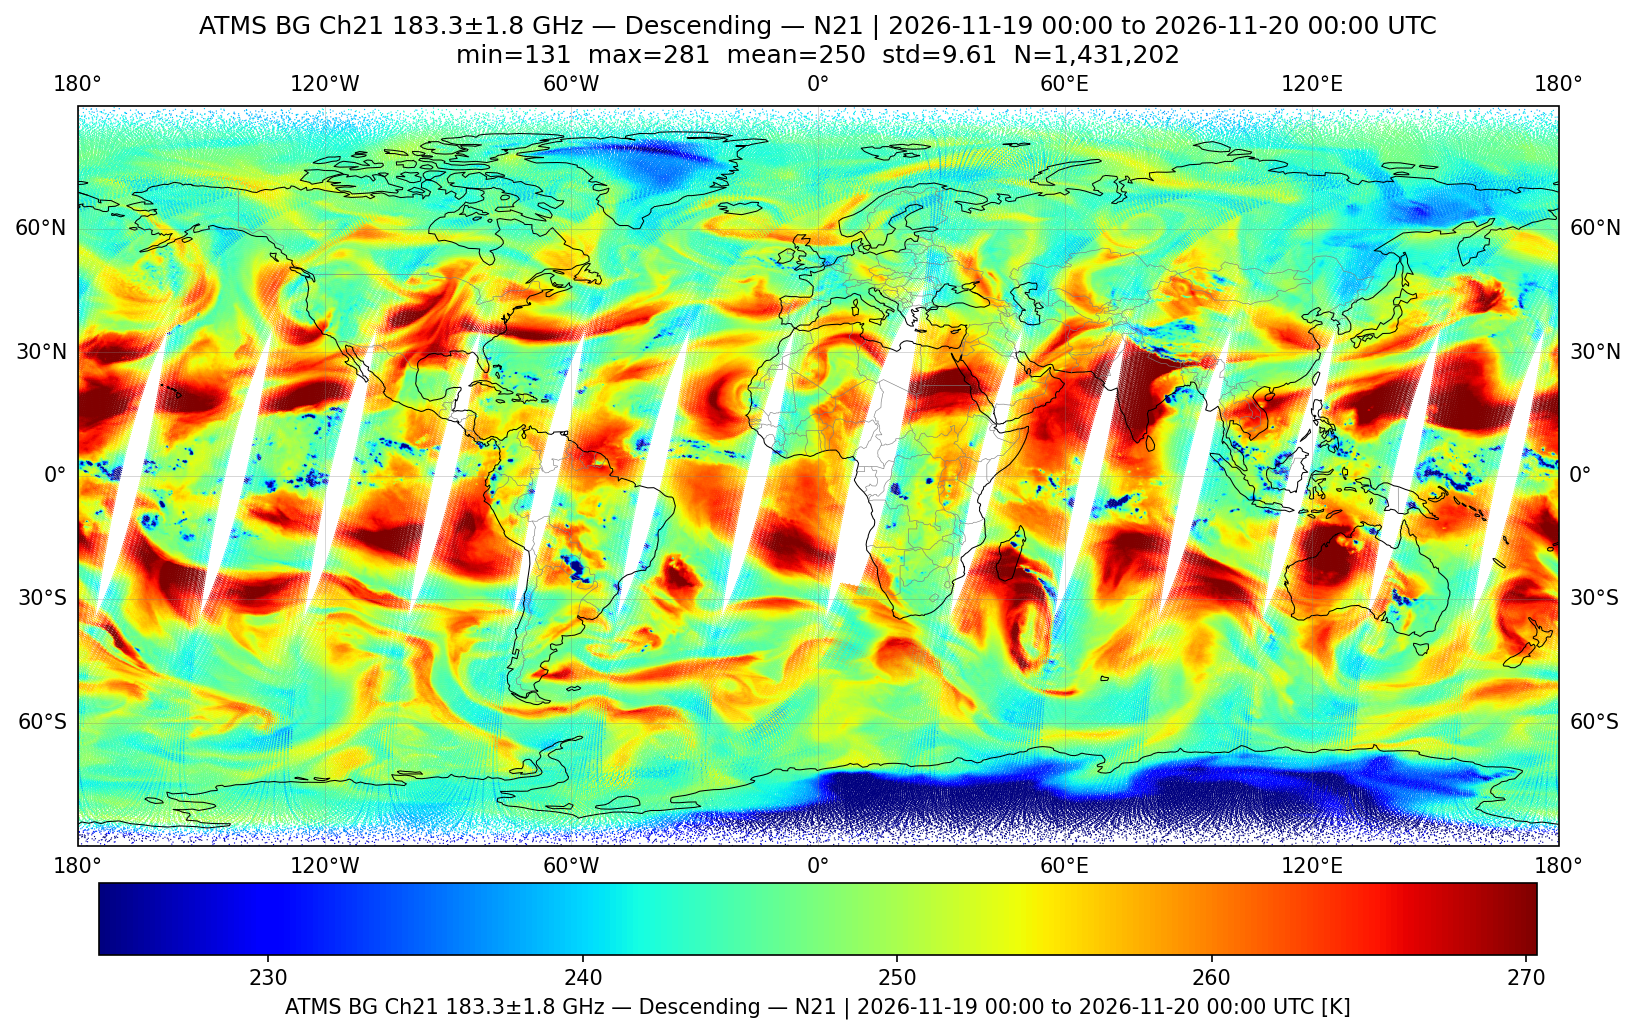 ATMS BG Ch21 183.3±1.8 GHz — Descending — N21 | 2026-11-19 00:00 to 2026-11-20 00:00 UTC
min=131 max=281 mean=250 std=9.61 N=1,431,202
180° 120°W 60°W 0° 60°E 120°E 180°
60°N 60°N
30°N 30°N
0° 0°
30°S 30°S
60°S 60°S
180° 120°W 60°W 0° 60°E 120°E 180°
230 240 250 260 270
ATMS BG Ch21 183.3±1.8 GHz — Descending — N21 | 2026-11-19 00:00 to 2026-11-20 00:00 UTC [K]